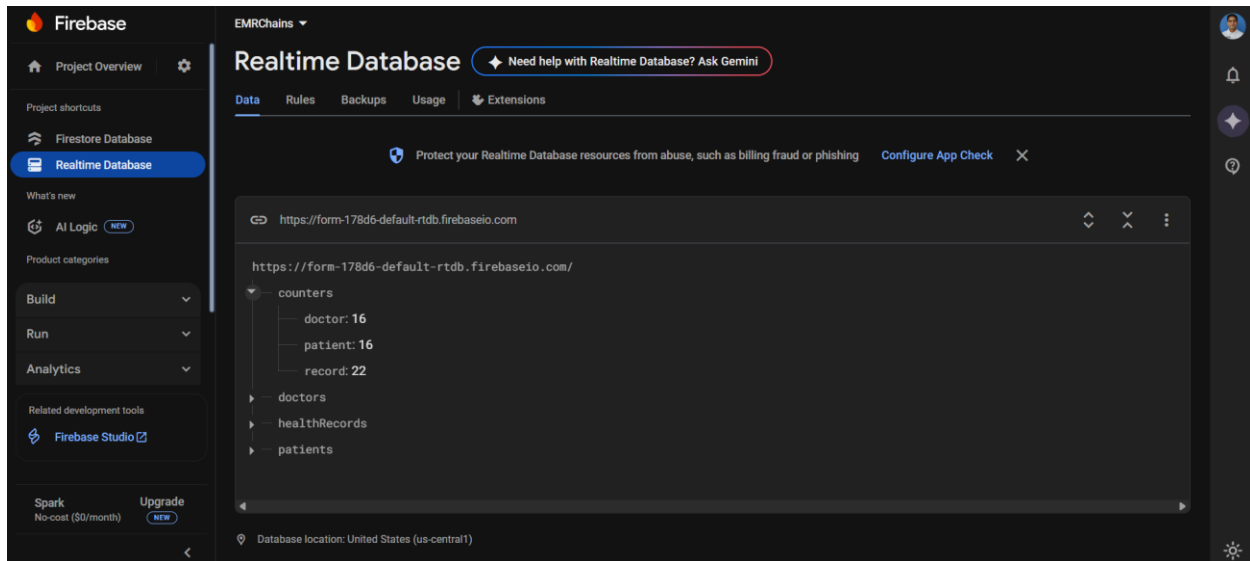 Firebase
Project Overview
Project shortcuts
Firestore Database
Realtime Database
What's new
AI Logic NEW
Product categories
Build
Run
Analytics
Related development tools
Firebase Studio
Spark
No-cost ($0/month)
Upgrade
NEW
EMRChains
Realtime Database
Need help with Realtime Database? Ask Gemini
Data Rules Backups Usage Extensions
Protect your Realtime Database resources from abuse, such as billing fraud or phishing Configure App Check
https://form-178d6-default-rtdb.firebaseio.com
https://form-178d6-default-rtdb.firebaseio.com/
counters
doctor: 16
patient: 16
record: 22
doctors
healthRecords
patients
Database location: United States (us-central1)